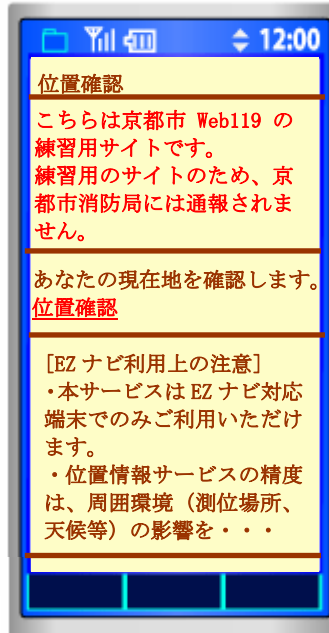 12:00
位置確認
こちらは京都市 Web119 の
練習用サイトです。
練習用のサイトのため、京
都市消防局には通報されま
せん。
あなたの現在地を確認します。
位置確認
[EZ ナビ利用上の注意]
・本サービスは EZ ナビ対応
端末でのみご利用いただけ
ます。
・位置情報サービスの精度
は、周囲環境（測位場所、
天候等）の影響を・・・